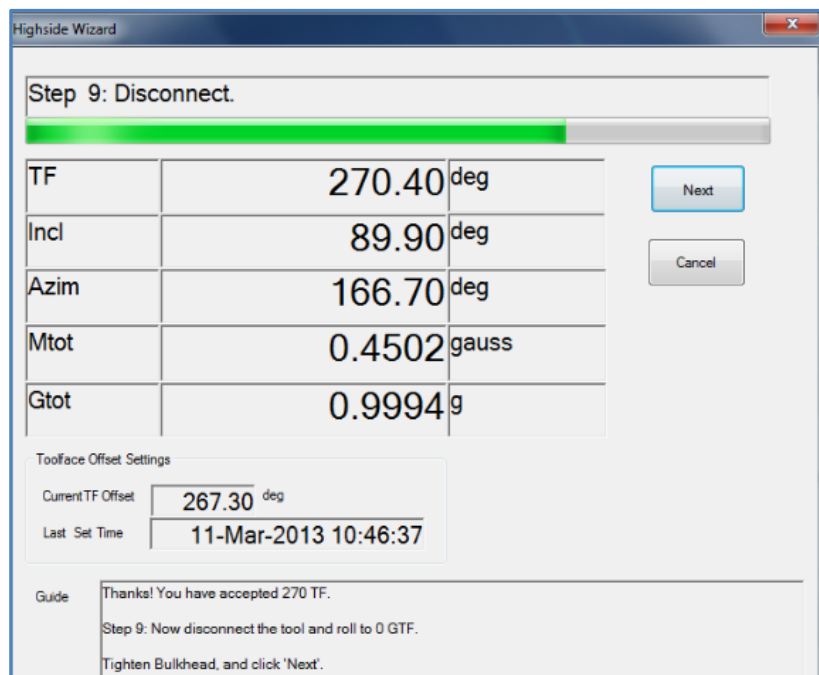 Highside Wizard
Step 9: Disconnect.
TF 270.40 deg
Next
Incl 89.90 deg
Cancel
Azim 166.70 deg
Mtot 0.4502 gauss
Gtot 0.9994 g
Toolface Offset Settings
Current TF Offset 267.30 deg
Last Set Time 11-Mar-2013 10:46:37
Guide
Thanks! You have accepted 270 TF.
Step 9: Now disconnect the tool and roll to 0 GTF.
Tighten Bulkhead, and click 'Next'.